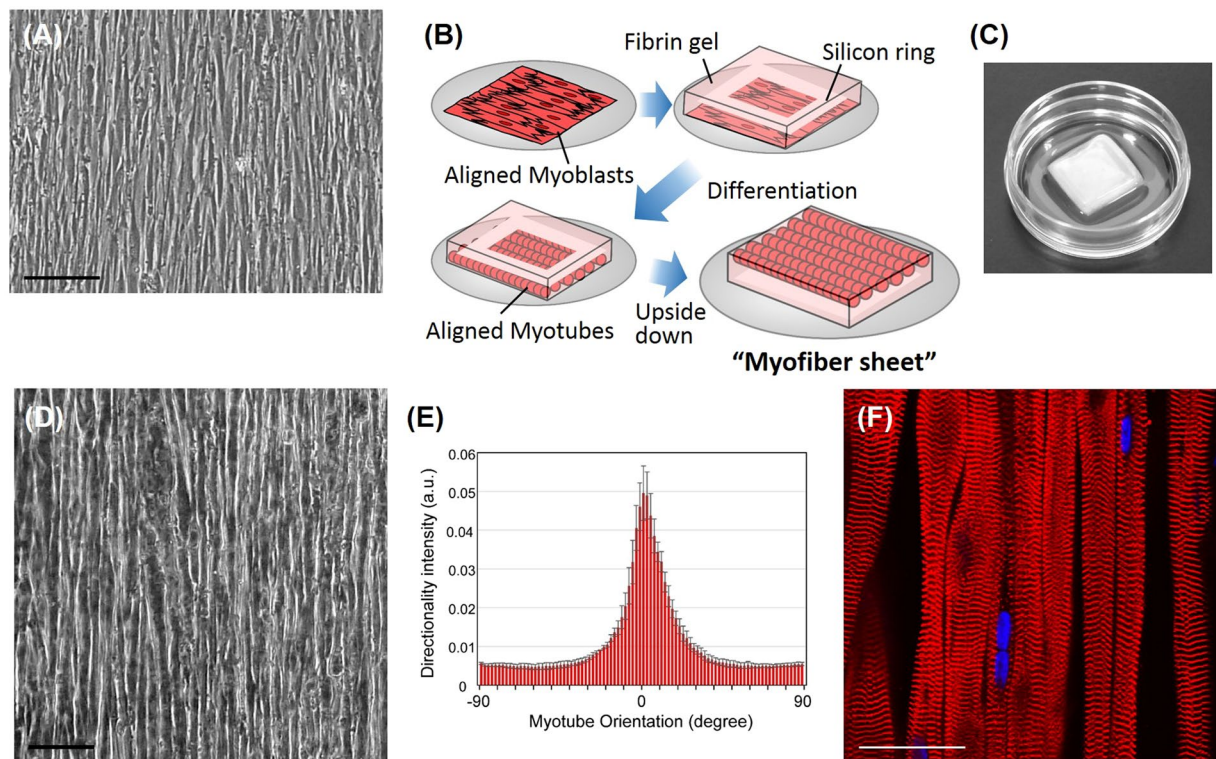 (A)
(B)
Fibrin gel
Silicon ring
(C)
Aligned Myoblasts
Differentiation
Aligned Myotubes
Upside
down
“Myofiber sheet”
(D)
(E)
0.06
0.05
0.04
0.03
0.02
0.01
0
Directionality intensity (a.u.)
-90
0
90
Myotube Orientation (degree)
(F)